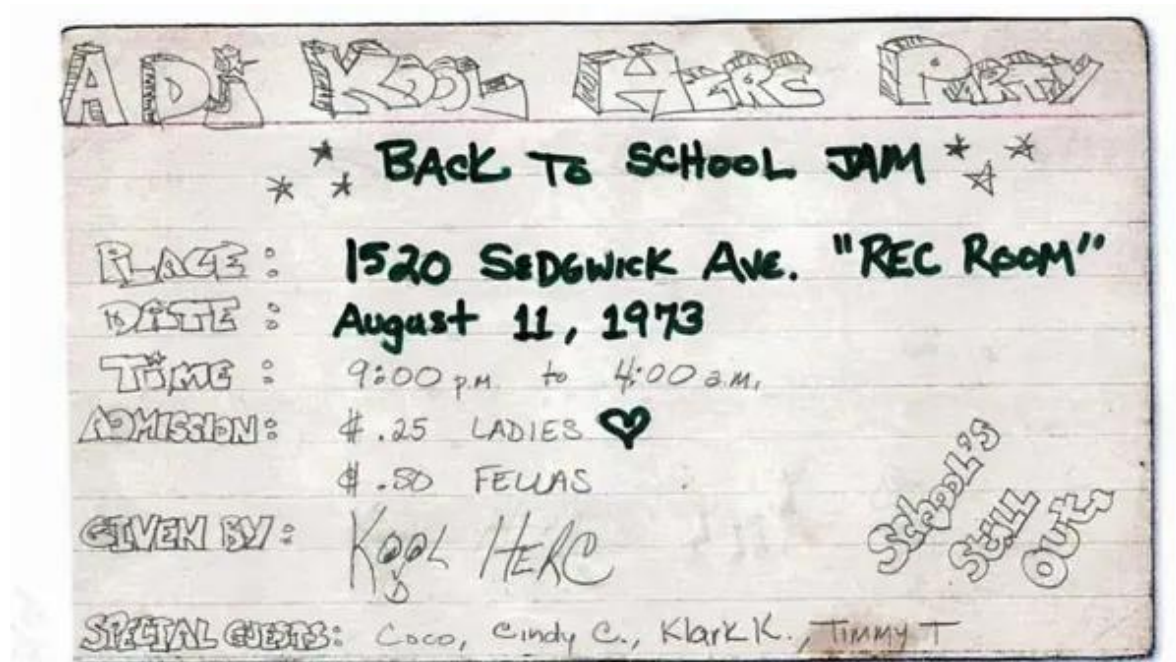 A DJ KOOL HERC PARTY
BACK TO SCHOOL JAM
PLACE: 1520 SEDGWICK AVE. "REC ROOM"
DATE: August 11, 1973
TIME: 9:00 p.m. to 4:00 a.m.
ADMISSION: $.25 LADIES
$.50 FELLAS
GIVEN BY: KOOL HERC
SPECIAL GUESTS: Coco, Cindy C., Klark K., Timmy T
SCHOOL'S
STILL
OUT